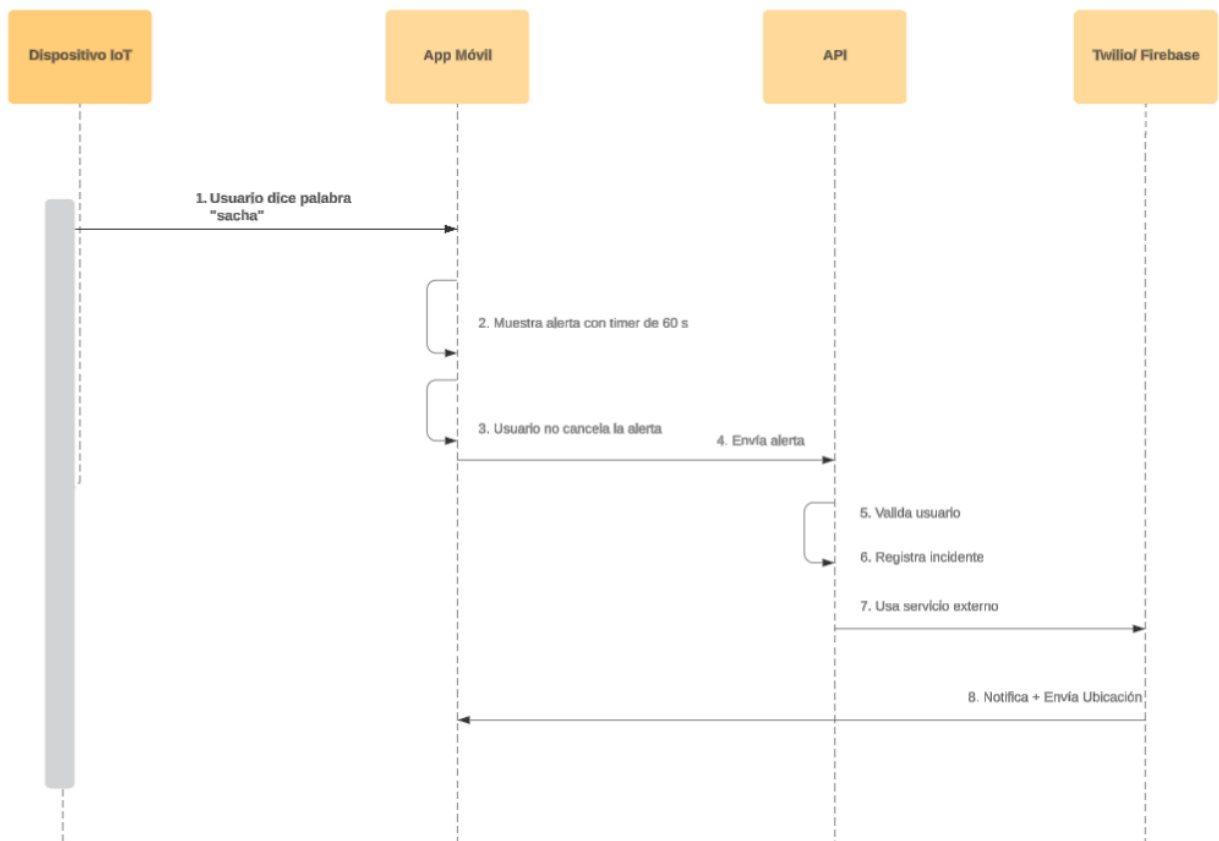 Dispositivo IoT
App Móvil
API
Twilio/ Firebase
1. Usuario dice palabra
"sacha"
2. Muestra alerta con timer de 60 s
3. Usuario no cancela la alerta
4. Envía alerta
5. Valida usuario
6. Registra incidente
7. Usa servicio externo
8. Notifica + Envía Ubicación